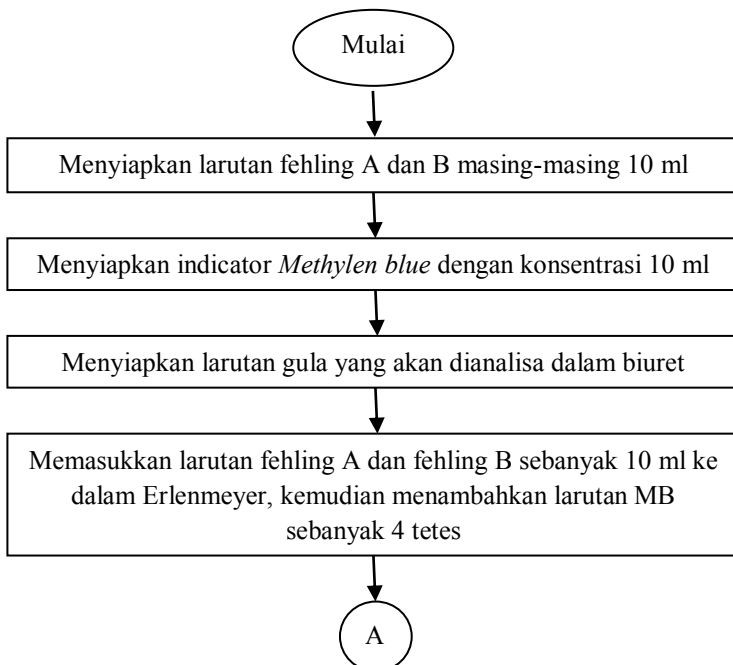 Mulai
Menyiapkan larutan fehling A dan B masing-masing 10 ml
Menyiapkan indicator Methylen blue dengan konsentrasi 10 ml
Menyiapkan larutan gula yang akan dianalisa dalam biuret
Memasukkan larutan fehling A dan fehling B sebanyak 10 ml ke
dalam Erlenmeyer, kemudian menambahkan larutan MB
sebanyak 4 tetes
A